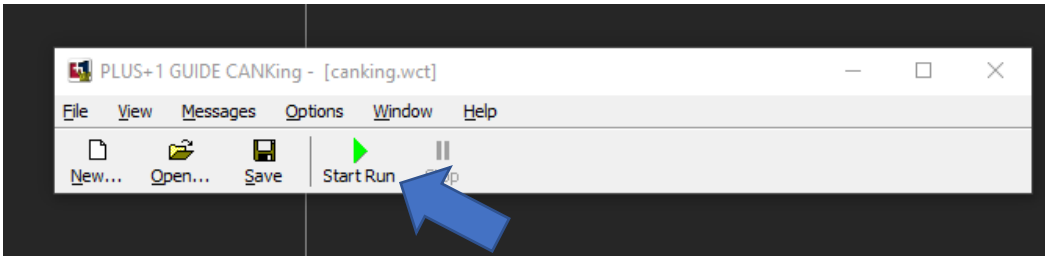 PLUS+1 GUIDE CANKing - [canking.wct]
File View Messages Options Window Help
New... Open... Save Start Run